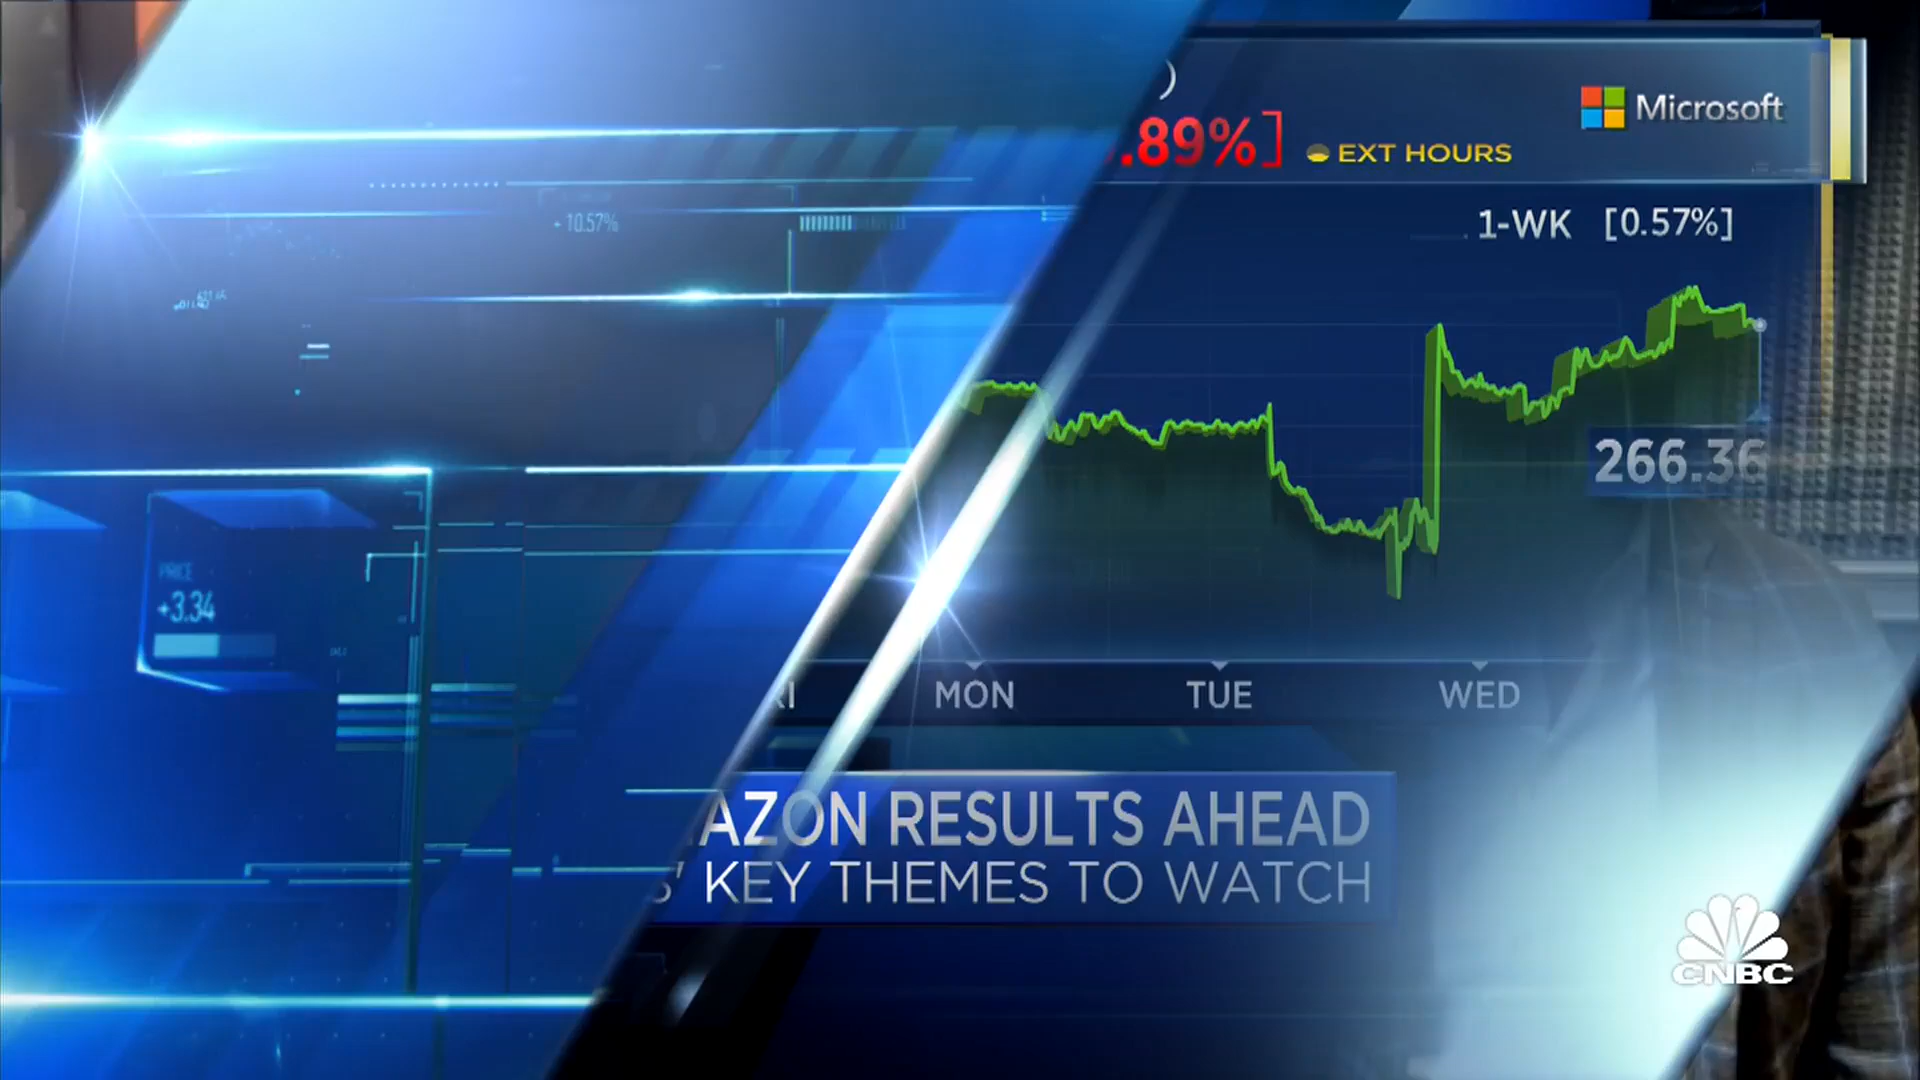 )
.89%]
EXT HOURS
Microsoft
1-WK [0.57%]
10.57%
266.36
PRICE
+3.34
MON TUE WED
AZON RESULTS AHEAD
S' KEY THEMES TO WATCH
CNBC